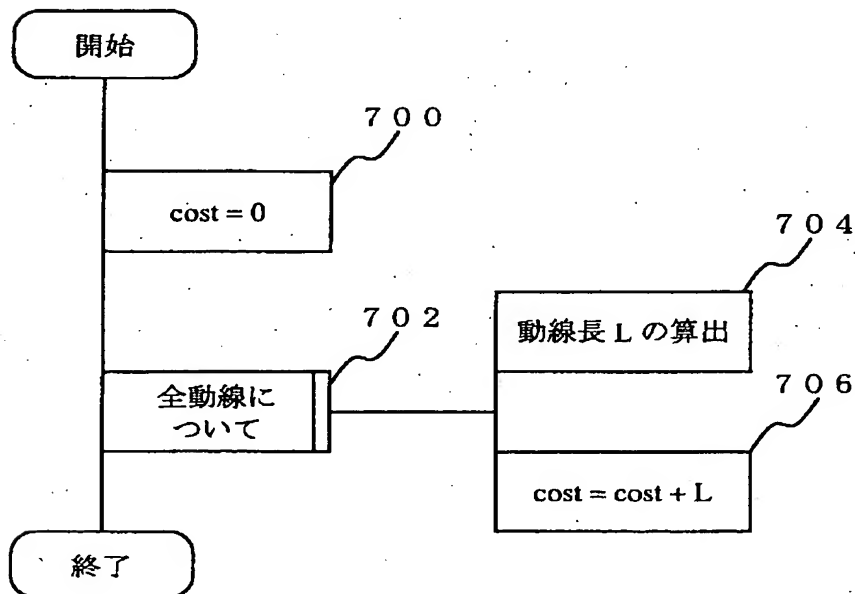 開始
７００
cost = 0
７０４
動線長 L の算出
７０２
全動線に
ついて
７０６
cost = cost + L
終了